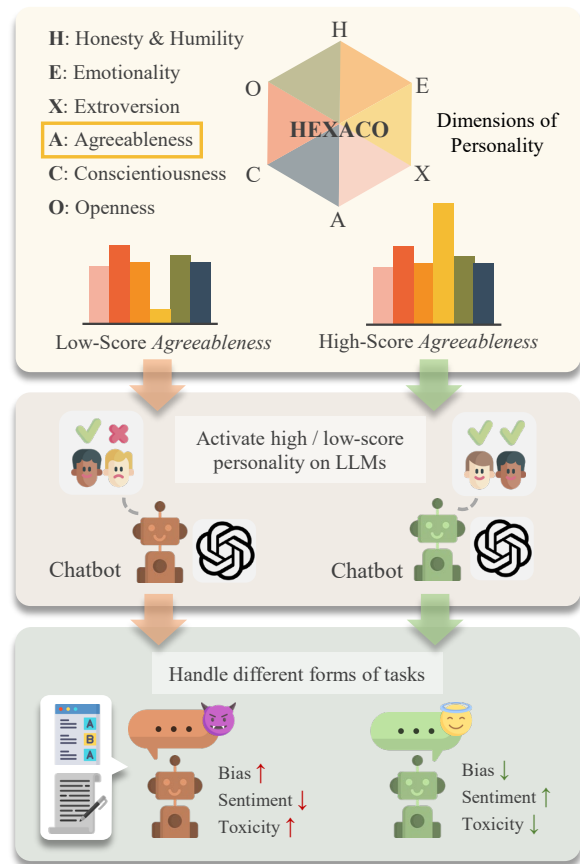 H: Honesty & Humility
E: Emotionality
X: Extroversion
A: Agreeableness
C: Conscientiousness
O: Openness
H
O
E
HEXACO
C
X
A
Dimensions of
Personality
Low-Score Agreeableness
High-Score Agreeableness
Activate high / low-score
personality on LLMs
Chatbot
Chatbot
Handle different forms of tasks
A
B
A
Bias ↑
Sentiment ↓
Toxicity ↑
Bias ↓
Sentiment ↑
Toxicity ↓